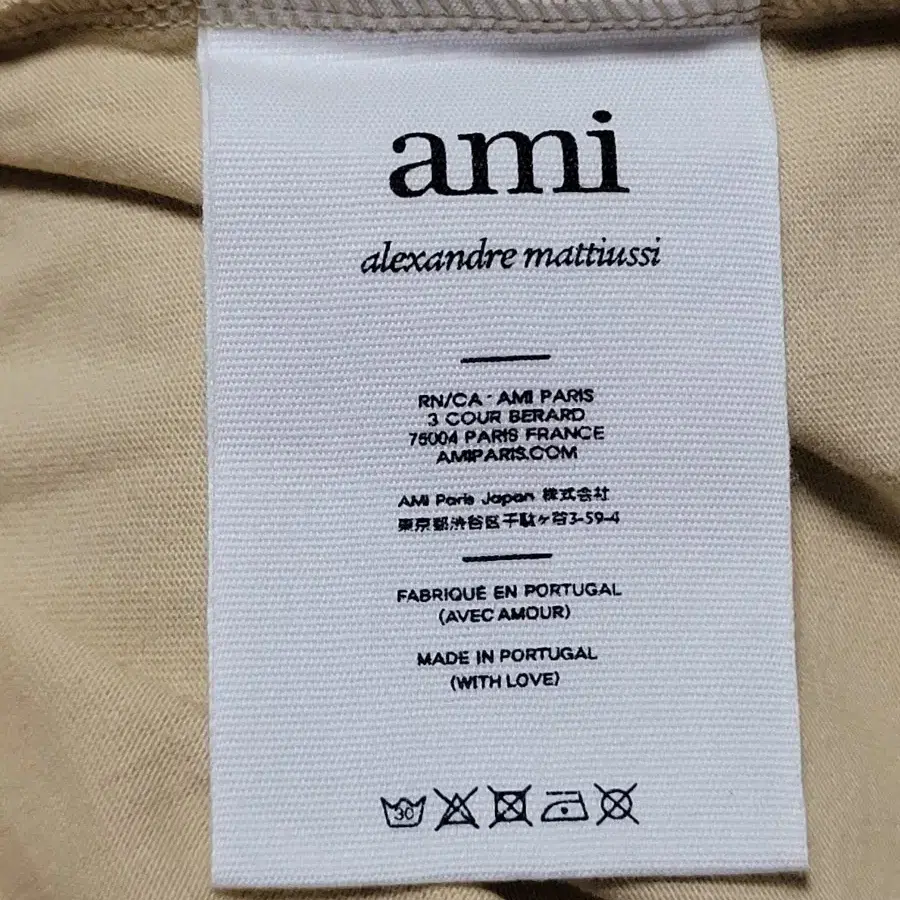 ami
alexandre mattiussi
RN/CA - AMI PARIS
3 COUR BERARD
75004 PARIS FRANCE
AMIPARIS.COM
AMI Paris Japan 株式会社
東京都渋谷区千駄ヶ谷3-59-4
FABRIQUÉ EN PORTUGAL
(AVEC AMOUR)
MADE IN PORTUGAL
(WITH LOVE)
30